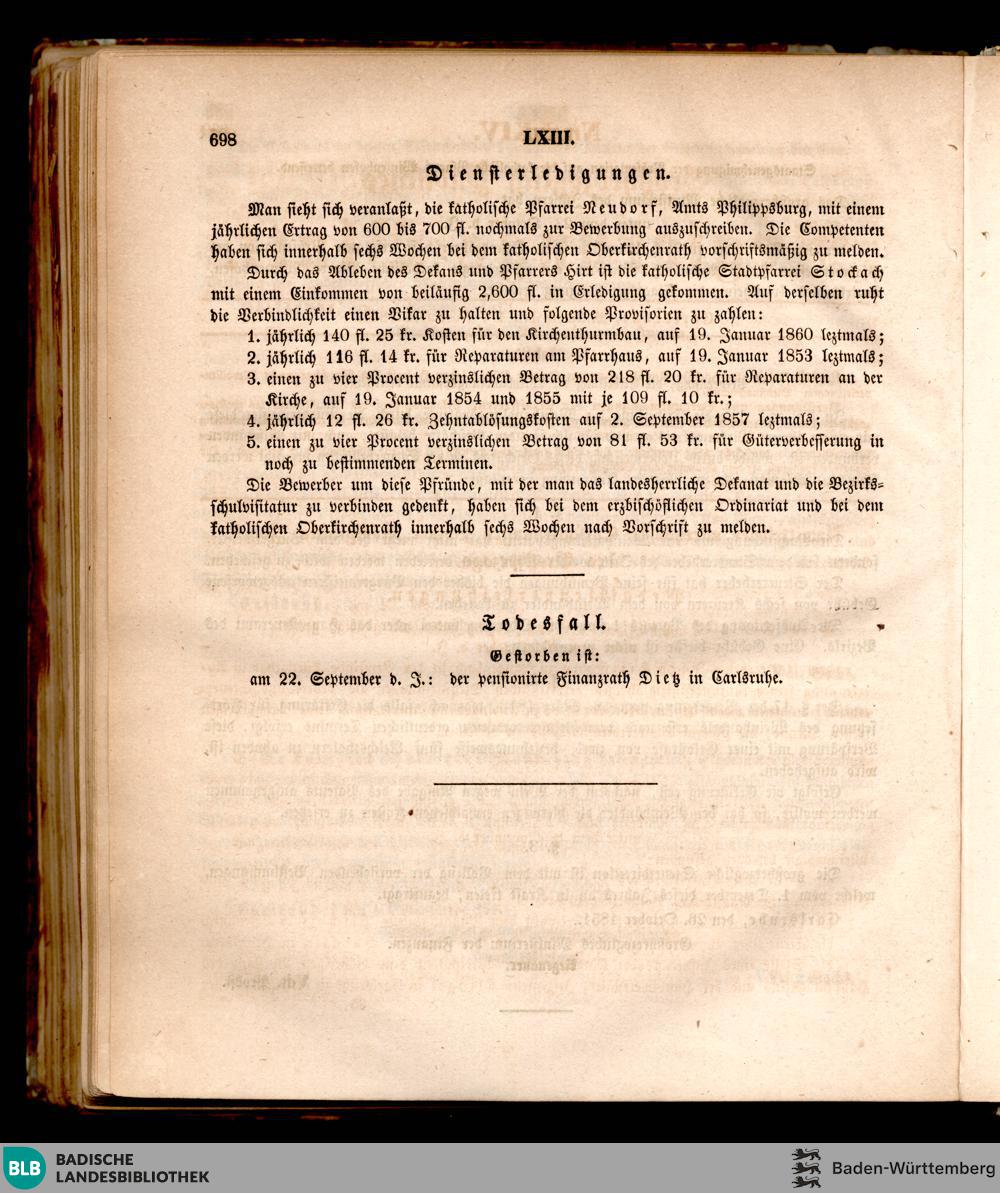 698
LXIII.
Diensterledigungen.
Man sieht sich veranlaßt, die katholische Pfarrei Neudorf, Amts Philippsburg, mit einem
jährlichen Ertrag von 600 bis 700 fl. nochmals zur Bewerbung auszuschreiben. Die Competenten
haben sich innerhalb sechs Wochen bei dem katholischen Oberkirchenrath vorschriftsmäßig zu melden.
Durch das Ableben des Dekans und Pfarrers Hirt ist die katholische Stadtpfarrei Stockach
mit einem Einkommen von beiläufig 2,600 fl. in Erledigung gekommen. Auf derselben ruht
die Verbindlichkeit einen Vikar zu halten und folgende Provisorien zu zahlen:
1. jährlich 140 fl. 25 kr. Kosten für den Kirchenthurmbau, auf 19. Januar 1860 leztmals;
2. jährlich 116 fl. 14 kr. für Reparaturen am Pfarrhaus, auf 19. Januar 1853 leztmals;
3. einen zu vier Procent verzinslichen Betrag von 218 fl. 20 kr. für Reparaturen an der
Kirche, auf 19. Januar 1854 und 1855 mit je 109 fl. 10 kr.;
4. jährlich 12 fl. 26 kr. Zehntablösungskosten auf 2. September 1857 leztmals;
5. einen zu vier Procent verzinslichen Betrag von 81 fl. 53 kr. für Güterverbesserung in
noch zu bestimmenden Terminen.
Die Bewerber um diese Pfründe, mit der man das landesherrliche Dekanat und die Bezirks-
schulvisitatur zu verbinden gedenkt, haben sich bei dem erzbischöflichen Ordinariat und bei dem
katholischen Oberkirchenrath innerhalb sechs Wochen nach Vorschrift zu melden.
Todesfall.
Gestorben ist:
am 22. September d. J.: der pensionirte Finanzrath Dietz in Carlsruhe.
BLB BADISCHE
LANDESBIBLIOTHEK
Baden-Württemberg